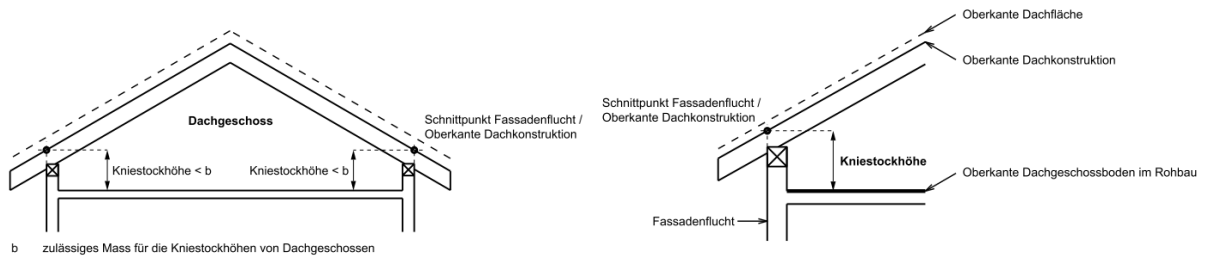 Dachgeschoss
Schnittpunkt Fassadenflucht /
Oberkante Dachkonstruktion
Kniestockhöhe < b
Kniestockhöhe < b
b zulässiges Mass für die Kniestockhöhen von Dachgeschossen
Oberkante Dachfläche
Oberkante Dachkonstruktion
Schnittpunkt Fassadenflucht /
Oberkante Dachkonstruktion
Kniestockhöhe
Oberkante Dachgeschossboden im Rohbau
Fassadenflucht